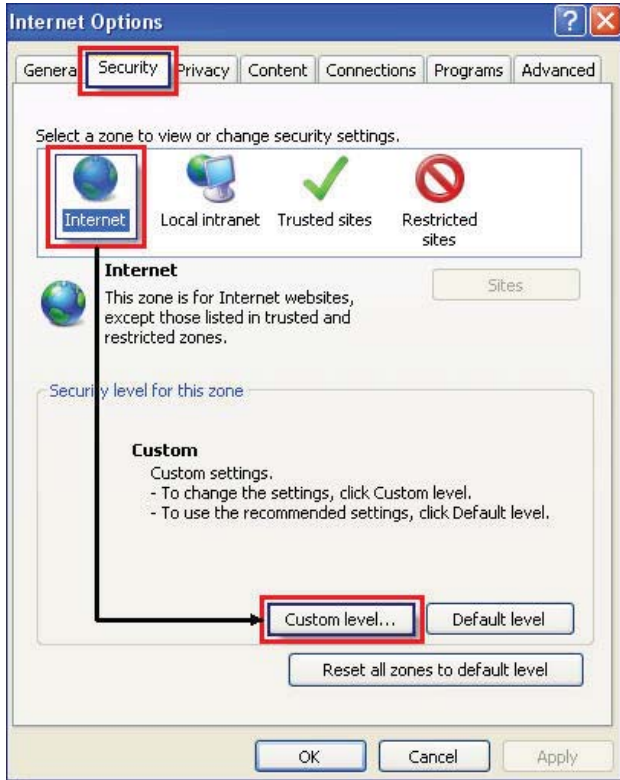 Internet Options
General Security Privacy Content Connections Programs Advanced
Select a zone to view or change security settings.
Internet Local intranet Trusted sites Restricted sites
Internet
Sites
This zone is for Internet websites,
except those listed in trusted and
restricted zones.
Security level for this zone
Custom
Custom settings.
- To change the settings, click Custom level.
- To use the recommended settings, click Default level.
Custom level... Default level
Reset all zones to default level
OK Cancel Apply